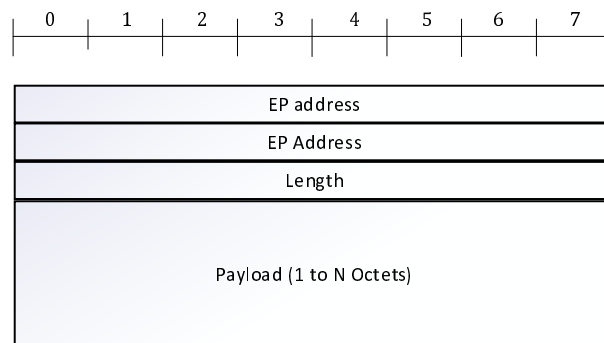 0 1 2 3 4 5 6 7
EP address
EP Address
Length
Payload (1 to N Octets)